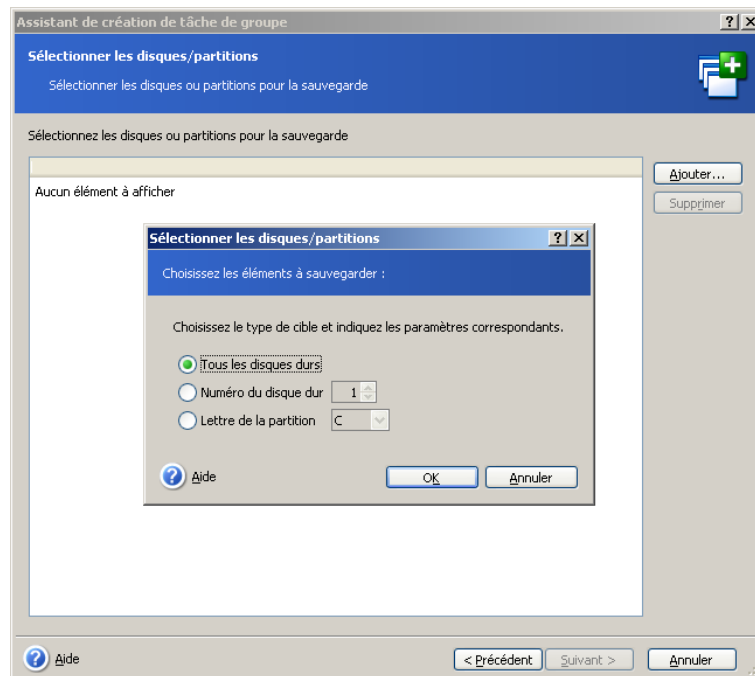 Assistant de création de tâche de groupe
Sélectionner les disques/partitions
Sélectionner les disques ou partitions pour la sauvegarde
Sélectionnez les disques ou partitions pour la sauvegarde
Ajouter...
Aucun élément à afficher
Supprimer
Sélectionner les disques/partitions
Choisissez les éléments à sauvegarder :
Choisissez le type de cible et indiquez les paramètres correspondants.
Tous les disques durs
Numéro du disque dur 1
Lettre de la partition C
Aide OK Annuler
Aide < Précédent Suivant > Annuler